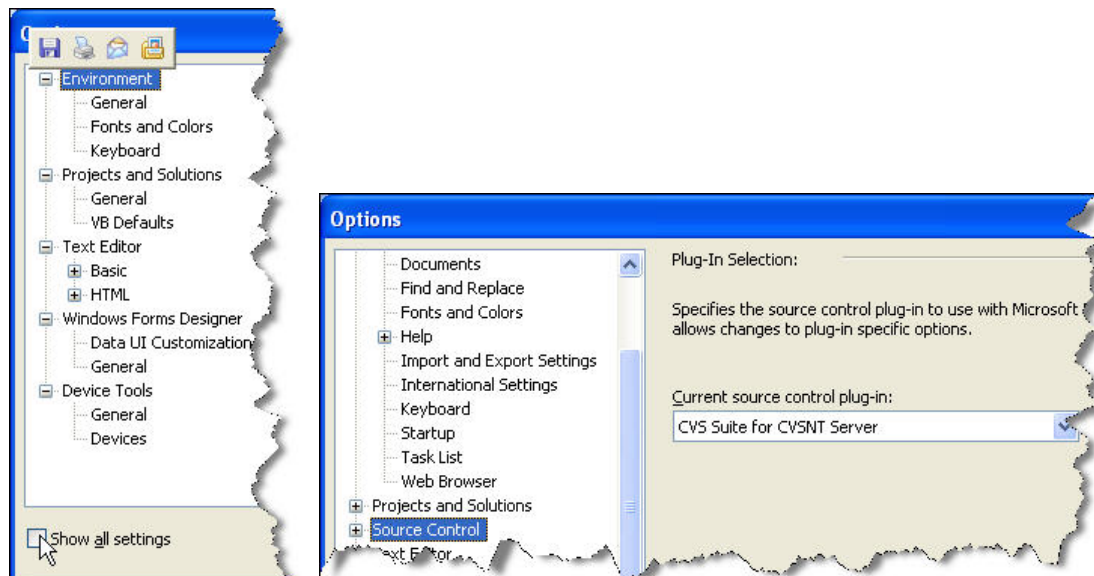 Environment
General
Fonts and Colors
Keyboard
Projects and Solutions
General
VB Defaults
Text Editor
Basic
HTML
Windows Forms Designer
Data UI Customization
General
Device Tools
General
Devices
Show all settings
Options
Documents
Find and Replace
Fonts and Colors
Help
Import and Export Settings
International Settings
Keyboard
Startup
Task List
Web Browser
Projects and Solutions
Source Control
Text Editor
Plug-In Selection:
Specifies the source control plug-in to use with Microsoft
allows changes to plug-in specific options.
Current source control plug-in:
CVS Suite for CVSNT Server